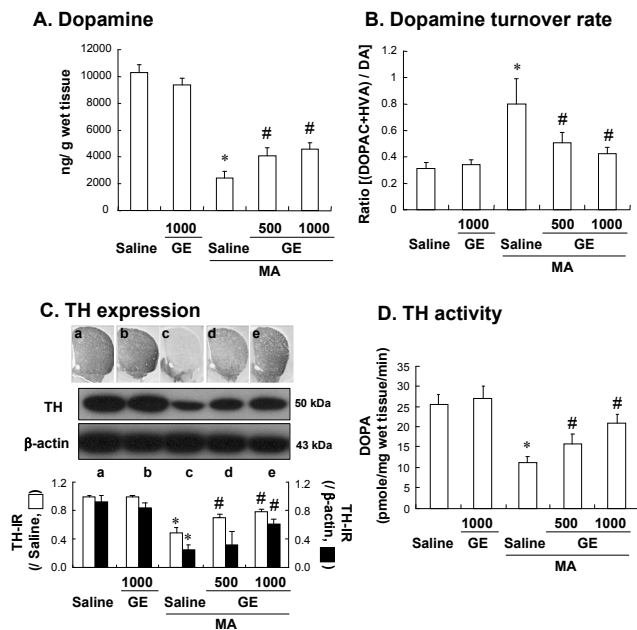 A. Dopamine
ng/ g wet tissue
12000
10000
8000
6000
4000
2000
0
*
#
#
1000
500
1000
Saline
GE
Saline
GE
MA
B. Dopamine turnover rate
Ratio [(DOPAC+HVA) / DA]
1.2
1
0.8
0.6
0.4
0.2
0
*
#
#
1000
500
1000
Saline
GE
Saline
GE
MA
C. TH expression
a
b
c
d
e
TH
50 kDa
β-actin
43 kDa
a
b
c
d
e
TH-IR
(/ Saline, )
1.2
0.8
0.4
0.0
*
*
#
#
#
1.2
0.8
0.4
0.0
TH-IR
(/ β-actin, )
1000
500
1000
Saline
GE
Saline
GE
MA
D. TH activity
DOPA
(pmole/mg wet tissue/min)
35
30
25
20
15
10
5
0
*
#
#
1000
500
1000
Saline
GE
Saline
GE
MA